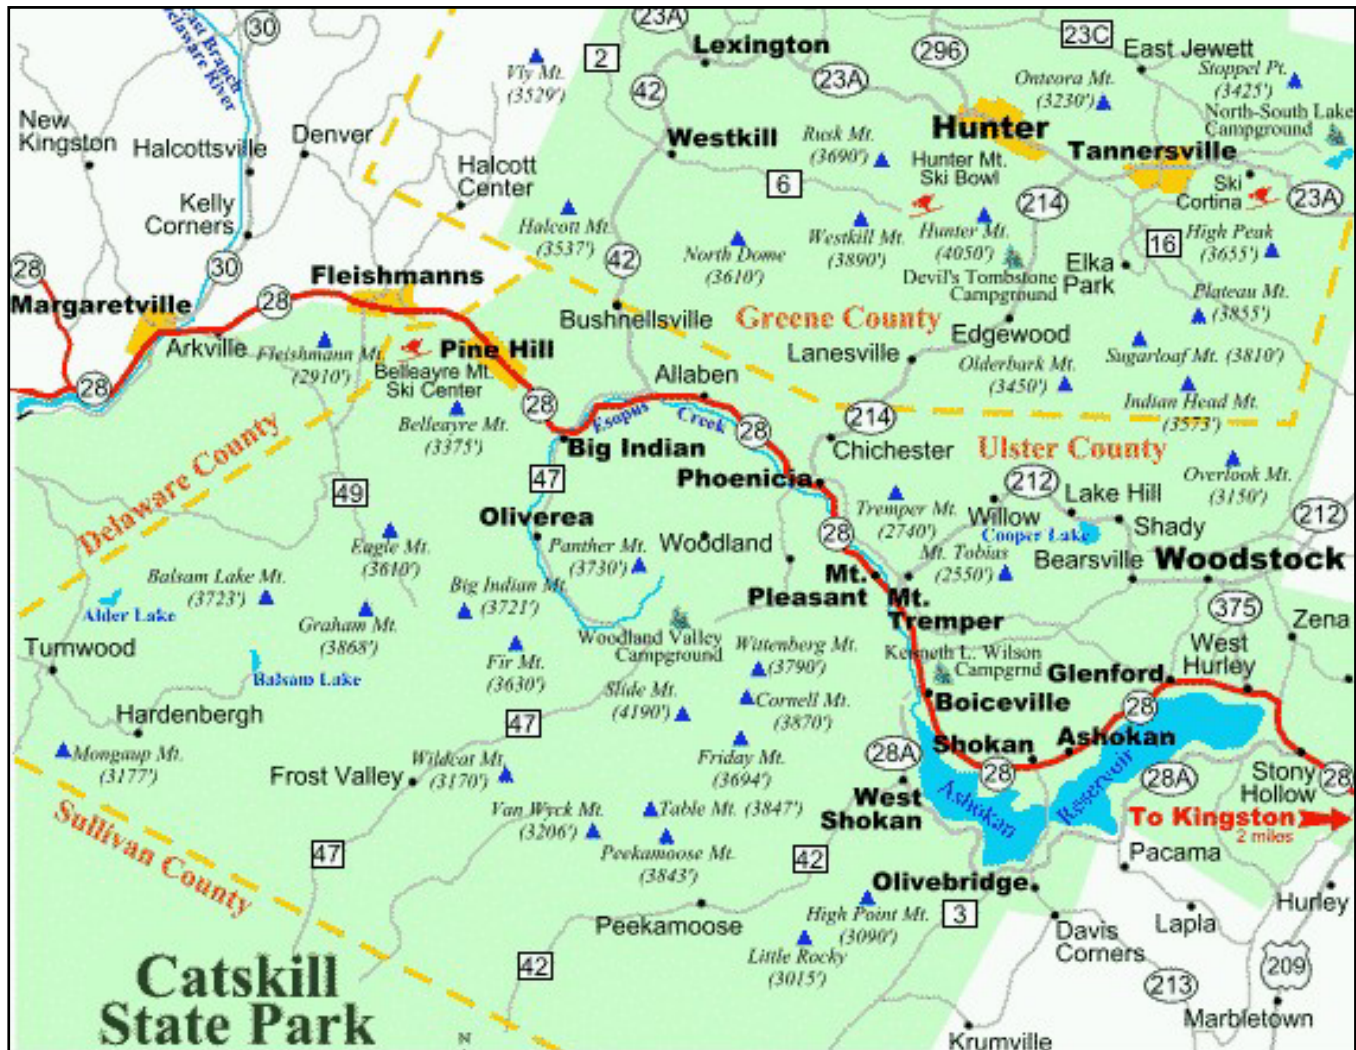 30
East Branch
Delaware River
New
Kingston
Halcottsville
Denver
Kelly
Corners
30
28
Margaretville
28
Arkville
28
Fleishmanns
Fleishmann Mt.
(2910')
Vly Mt.
(3529')
Halcott
Center
2
23A
42
Lexington
23A
296
23C
East Jewett
Onteora Mt.
(3230')
Stoppel Pt.
(3425')
North-South Lake
Campground
Westkill
Rusk Mt.
(3690')
Hunter
Hunter Mt.
Ski Bowl
Tannersville
Ski
Cortina
23A
6
214
16
Halcott Mt.
(3537')
North Dome
(3610')
Westkill Mt.
(3890')
Hunter Mt.
(4050')
Devil's Tombstone
Campground
Elka
Park
High Peak
(3655')
Plateau Mt.
(3855')
42
Bushnellsville
Greene County
Edgewood
Lanesville
Olderbark Mt.
(3450')
Sugarloaf Mt. (3810')
Indian Head Mt.
(3573')
Pine Hill
Belleayre Mt.
Ski Center
Belleayre Mt.
(3375')
28
Allaben
Esopus
Creek
28
214
Chichester
Ulster County
Big Indian
Phoenicia
Overlook Mt.
(3150')
Delaware County
49
47
Oliverea
Eagle Mt.
(3610')
Panther Mt.
(3730')
Woodland
28
Tremper Mt.
(2740')
Willow
212
Lake Hill
Cooper Lake
Shady
212
Mt. Tobias
(2550')
Bearsville
Woodstock
Balsam Lake Mt.
(3723')
Alder Lake
Big Indian Mt.
(3721')
Graham Mt.
(3868')
Mt.
Pleasant
Mt.
Tremper
375
Zena
Turnwood
Balsam Lake
Fir Mt.
(3630')
Woodland Valley
Campground
Wittenberg Mt.
(3790')
Kenneth L. Wilson
Campgrnd
Glenford
West
Hurley
Hardenbergh
Slide Mt.
(4190')
Cornell Mt.
(3870')
Boiceville
28
47
Mongaup Mt.
(3177')
Frost Valley
Wildcat Mt.
(3170')
Friday Mt.
(3694')
28A
Shokan
Ashokan
28
28A
Stony
Hollow
28
Ashokan
Reservoir
Van Wyck Mt.
(3206')
Table Mt. (3847')
Peekamoose Mt.
(3843')
West
Shokan
To Kingston
2 miles
Sullivan County
47
42
Olivebridge
Pacama
Peekamoose
High Point Mt.
(3090')
Little Rocky
(3015')
3
Davis
Corners
Lapla
Hurley
42
213
209
Marbletown
Krumville
Catskill
State Park
N